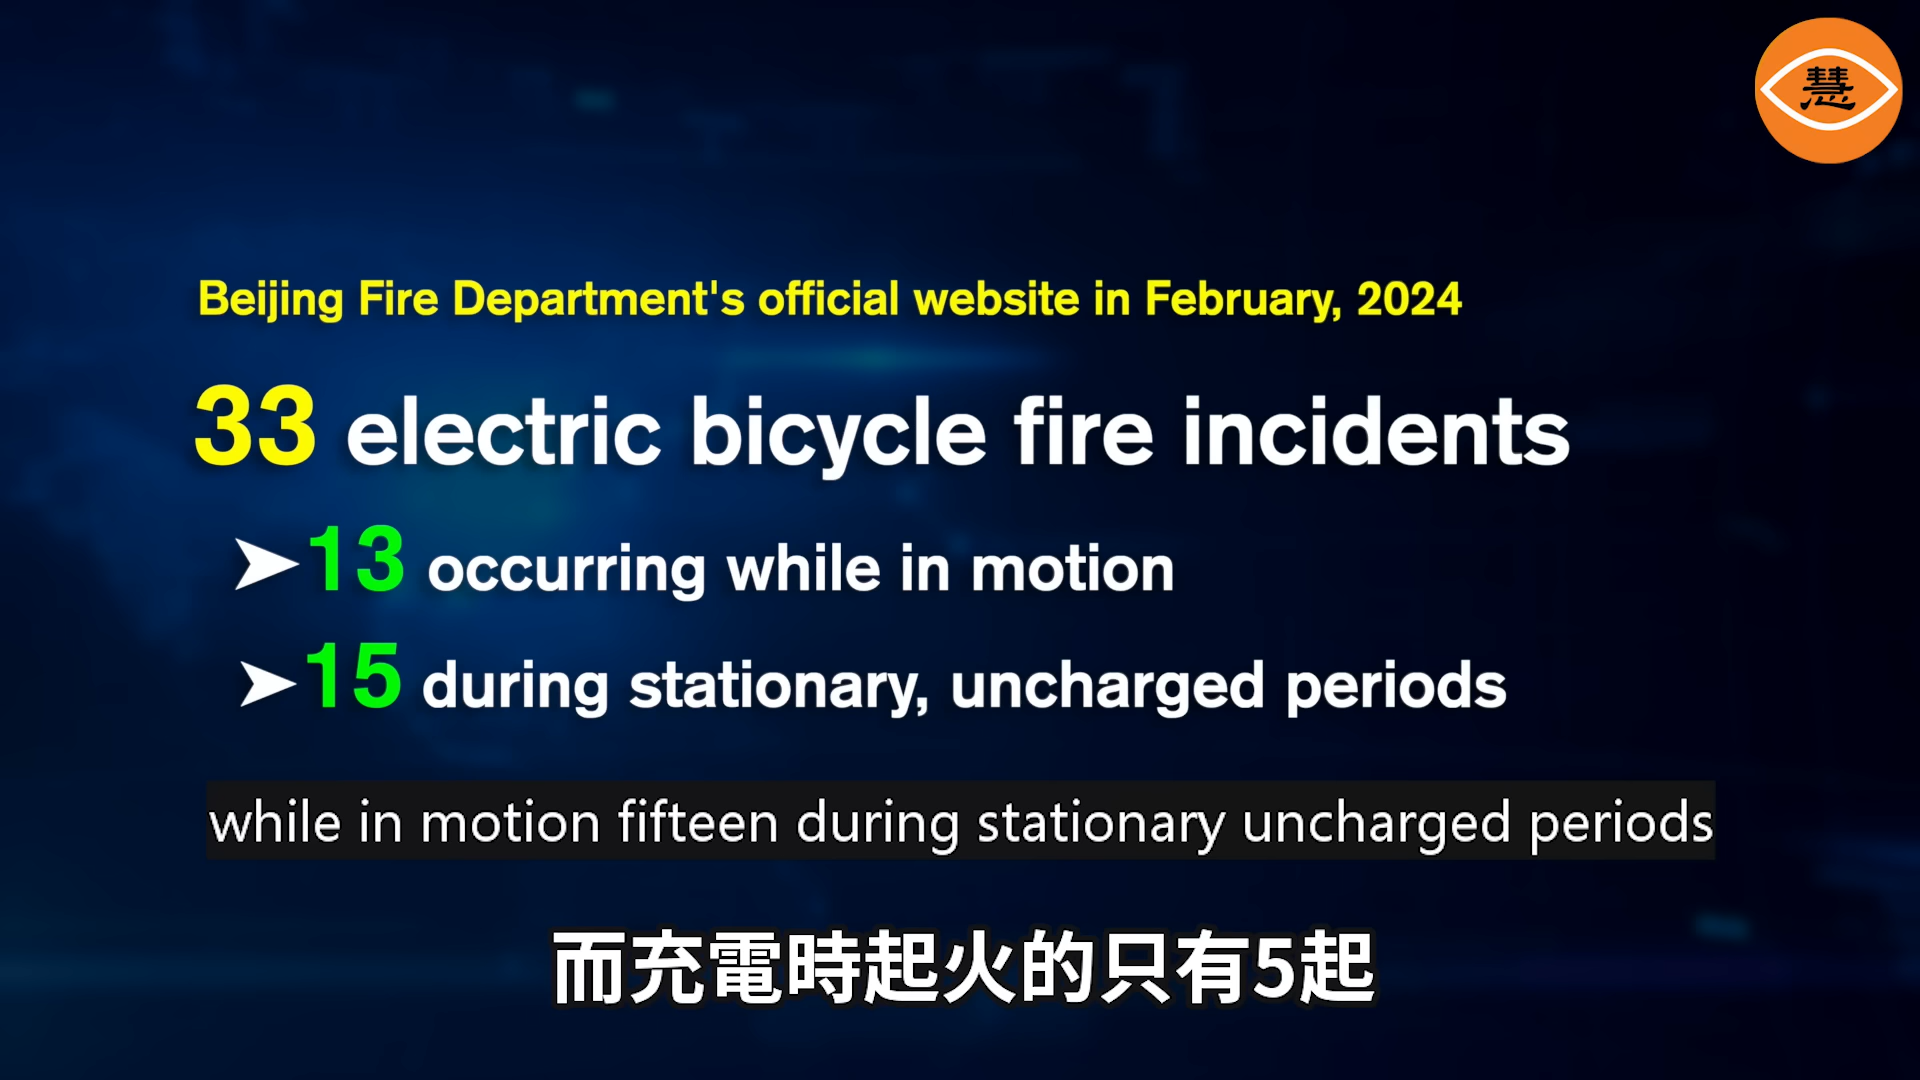 慧
Beijing Fire Department's official website in February, 2024
33 electric bicycle fire incidents
➤13 occurring while in motion
➤15 during stationary, uncharged periods
while in motion fifteen during stationary uncharged periods
而充電時起火的只有5起